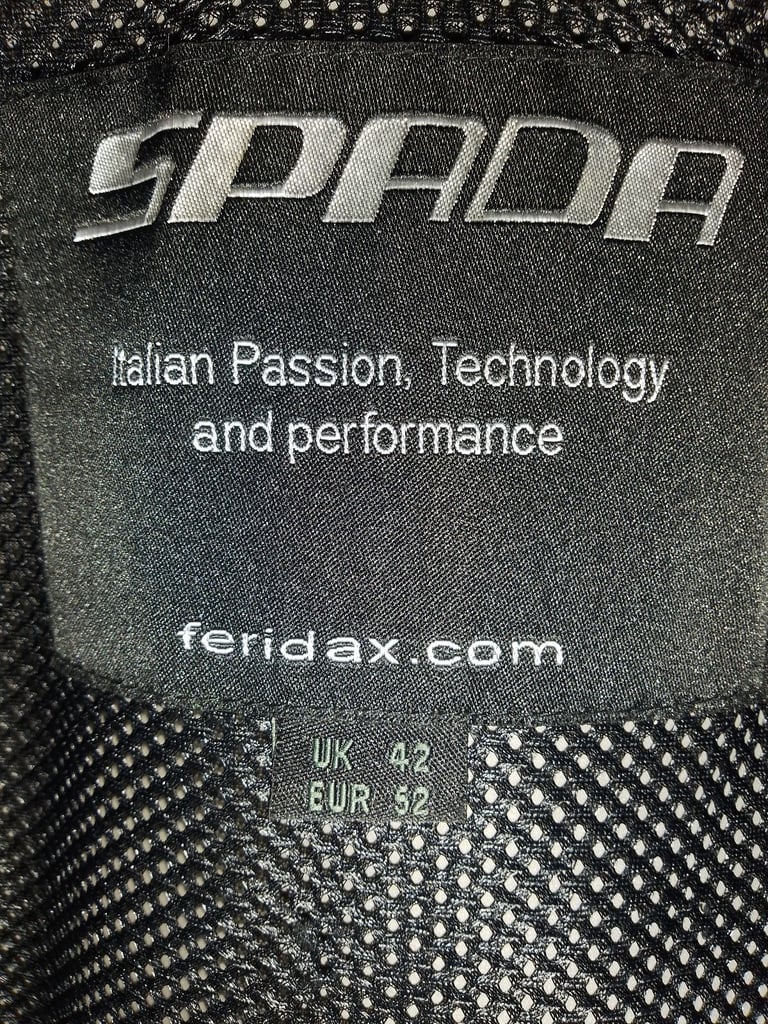 SPADA
Italian Passion, Technology
and performance
feridax.com
UK 42
EUR 52